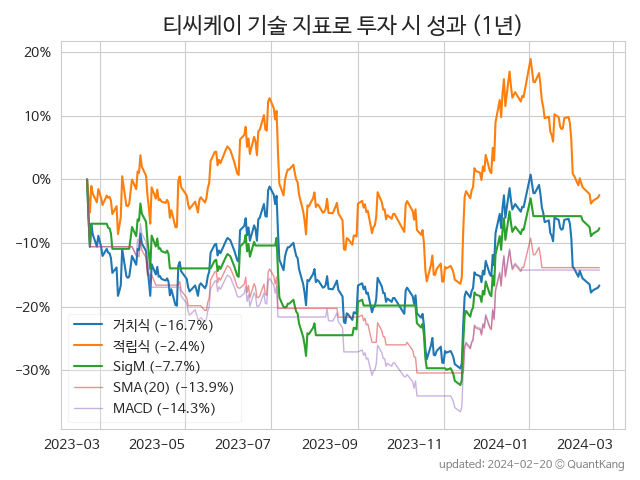 티씨케이 기술 지표로 투자 시 성과 (1년)
20%
10%
0%
−10%
−20%
−30%
거치식 (−16.7%)
적립식 (−2.4%)
SigM (−7.7%)
SMA(20) (−13.9%)
MACD (−14.3%)
2023-03 2023-05 2023-07 2023-09 2023-11 2024-01 2024-03
updated: 2024-02-20 © QuantKang